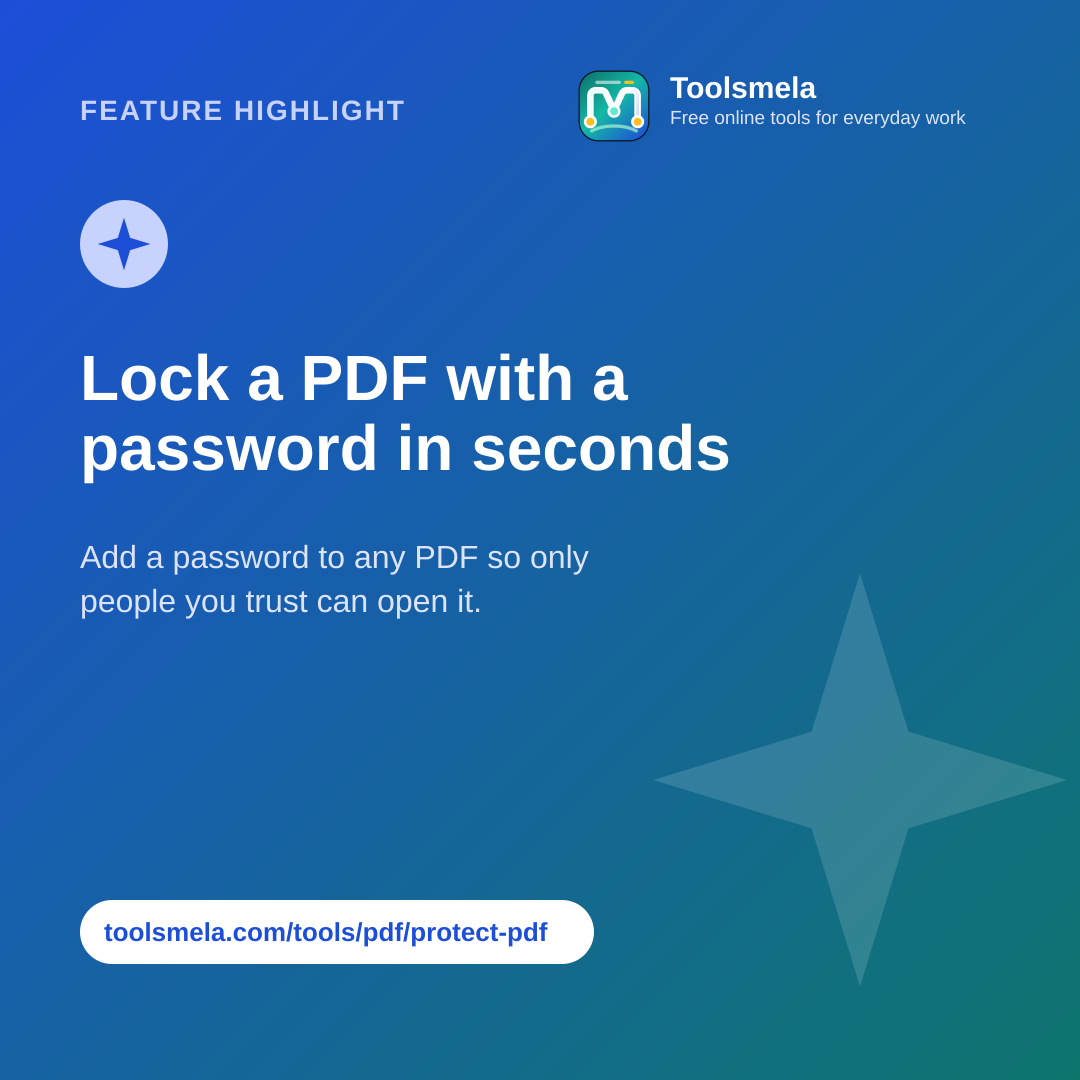 FEATURE HIGHLIGHT
Toolsmela
Free online tools for everyday work
Lock a PDF with a
password in seconds
Add a password to any PDF so only
people you trust can open it.
toolsmela.com/tools/pdf/protect-pdf